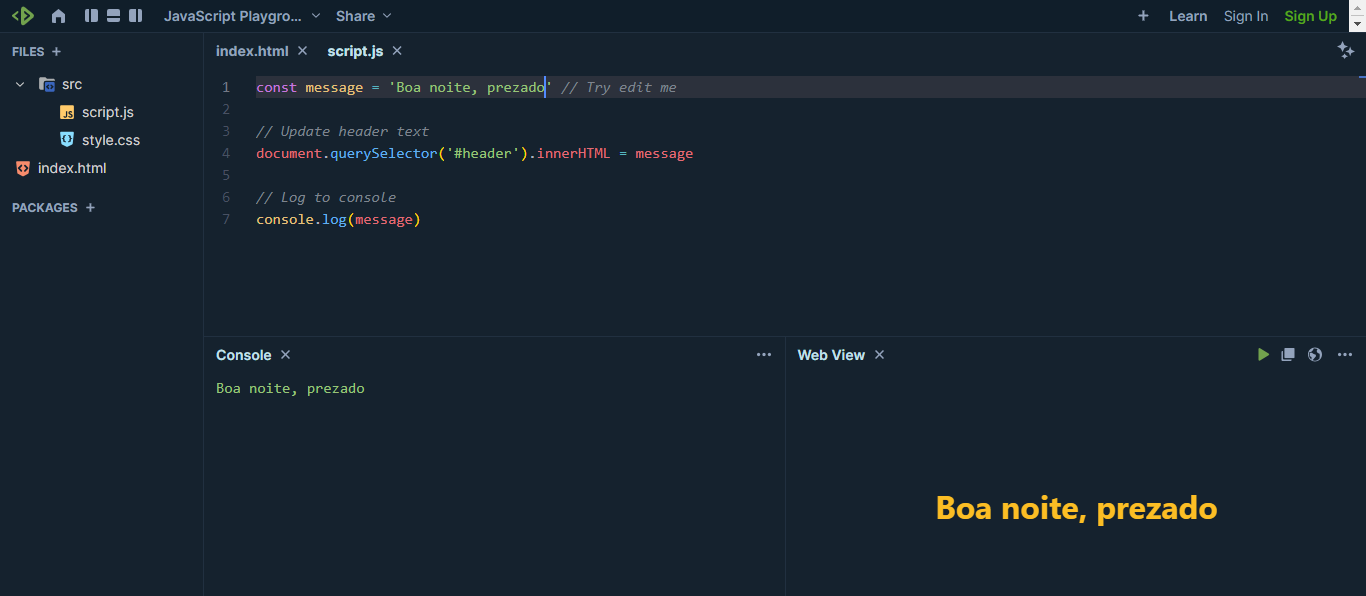 JavaScript Playgro... Share + Learn Sign In Sign Up
FILES +
src
script.js
style.css
index.html
PACKAGES +
index.html script.js
1 const message = 'Boa noite, prezado' // Try edit me
2
3 // Update header text
4 document.querySelector('#header').innerHTML = message
5
6 // Log to console
7 console.log(message)
Console
Boa noite, prezado
Web View
Boa noite, prezado